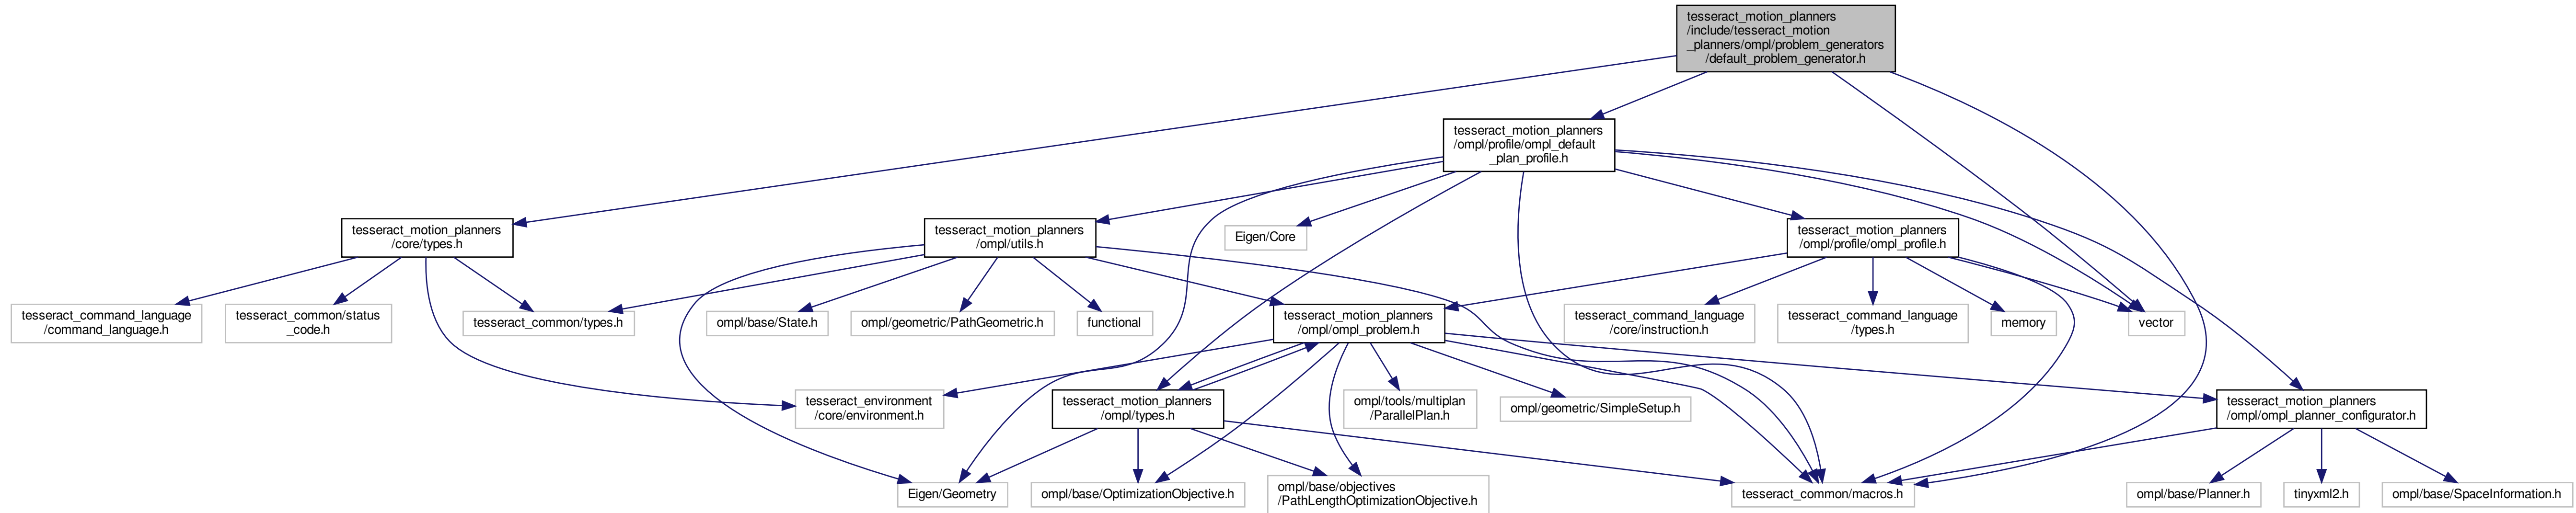 tesseract_motion_planners
/include/tesseract_motion
_planners/ompl/problem_generators
/default_problem_generator.h
tesseract_motion_planners
/ompl/profile/ompl_default
_plan_profile.h
tesseract_motion_planners
/core/types.h
tesseract_motion_planners
/ompl/utils.h
Eigen/Core
tesseract_motion_planners
/ompl/profile/ompl_profile.h
tesseract_command_language
/command_language.h
tesseract_common/status
_code.h
tesseract_common/types.h
ompl/base/State.h
ompl/geometric/PathGeometric.h
functional
tesseract_motion_planners
/ompl/ompl_problem.h
tesseract_command_language
/core/instruction.h
tesseract_command_language
/types.h
memory
vector
tesseract_environment
/core/environment.h
tesseract_motion_planners
/ompl/types.h
ompl/tools/multiplan
/ParallelPlan.h
ompl/geometric/SimpleSetup.h
tesseract_motion_planners
/ompl/ompl_planner_configurator.h
Eigen/Geometry
ompl/base/OptimizationObjective.h
ompl/base/objectives
/PathLengthOptimizationObjective.h
tesseract_common/macros.h
ompl/base/Planner.h
tinyxml2.h
ompl/base/SpaceInformation.h